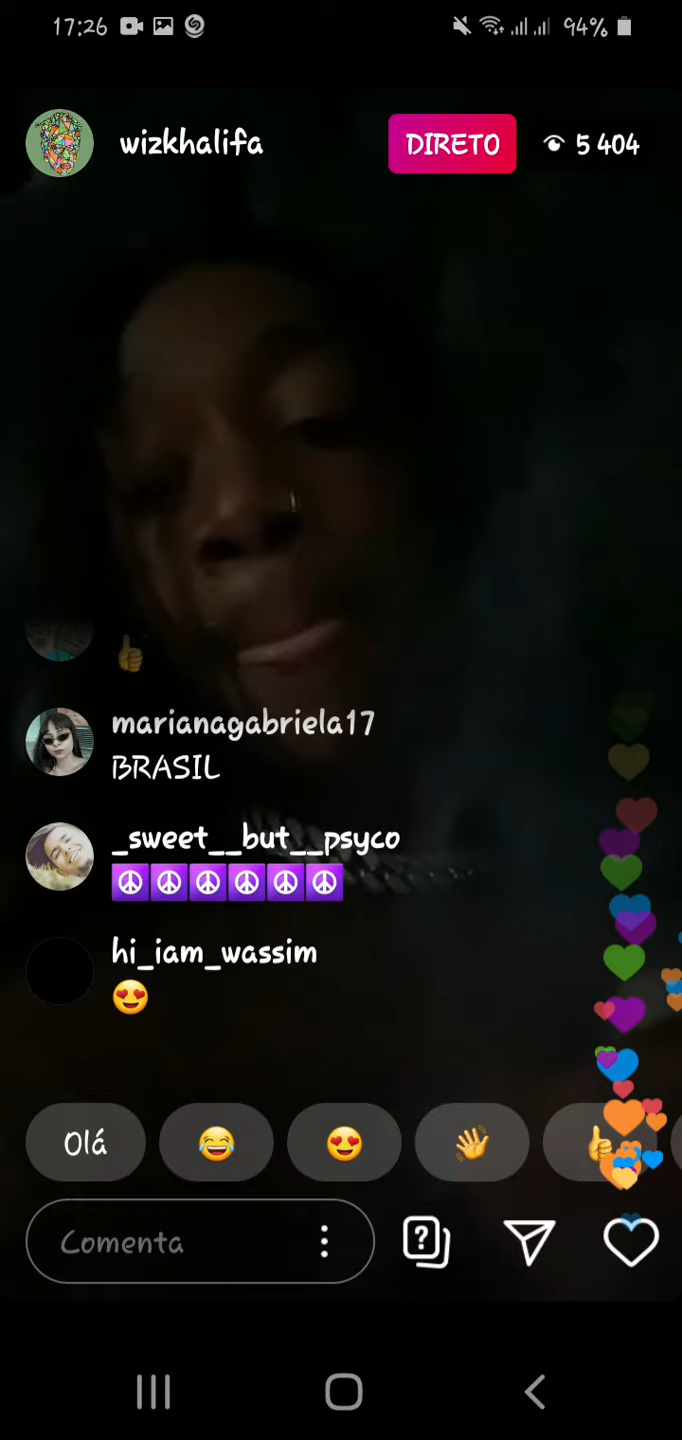 17:26 94%
wizkhalifa DIRETO 5 404
marianagabriela17
BRASIL
_sweet__but__psyco
hi_iam_wassim
Olá
Comenta